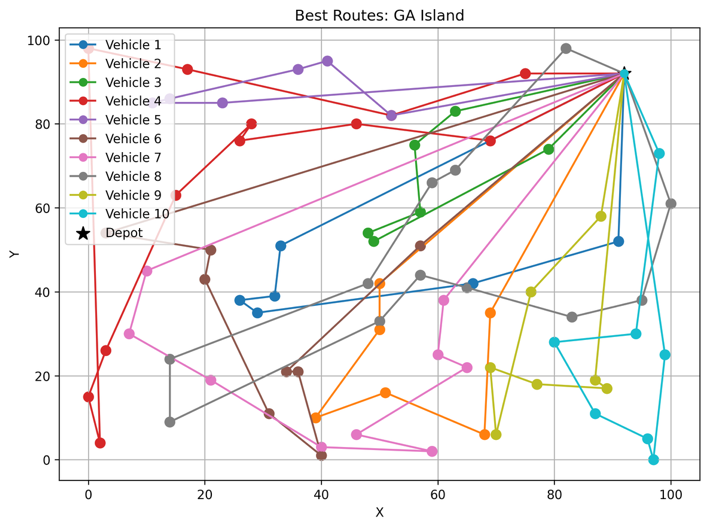 Best Routes: GA Island
100
80
60
40
20
0
Y
Vehicle 1
Vehicle 2
Vehicle 3
Vehicle 4
Vehicle 5
Vehicle 6
Vehicle 7
Vehicle 8
Vehicle 9
Vehicle 10
Depot
0 20 40 60 80 100
X